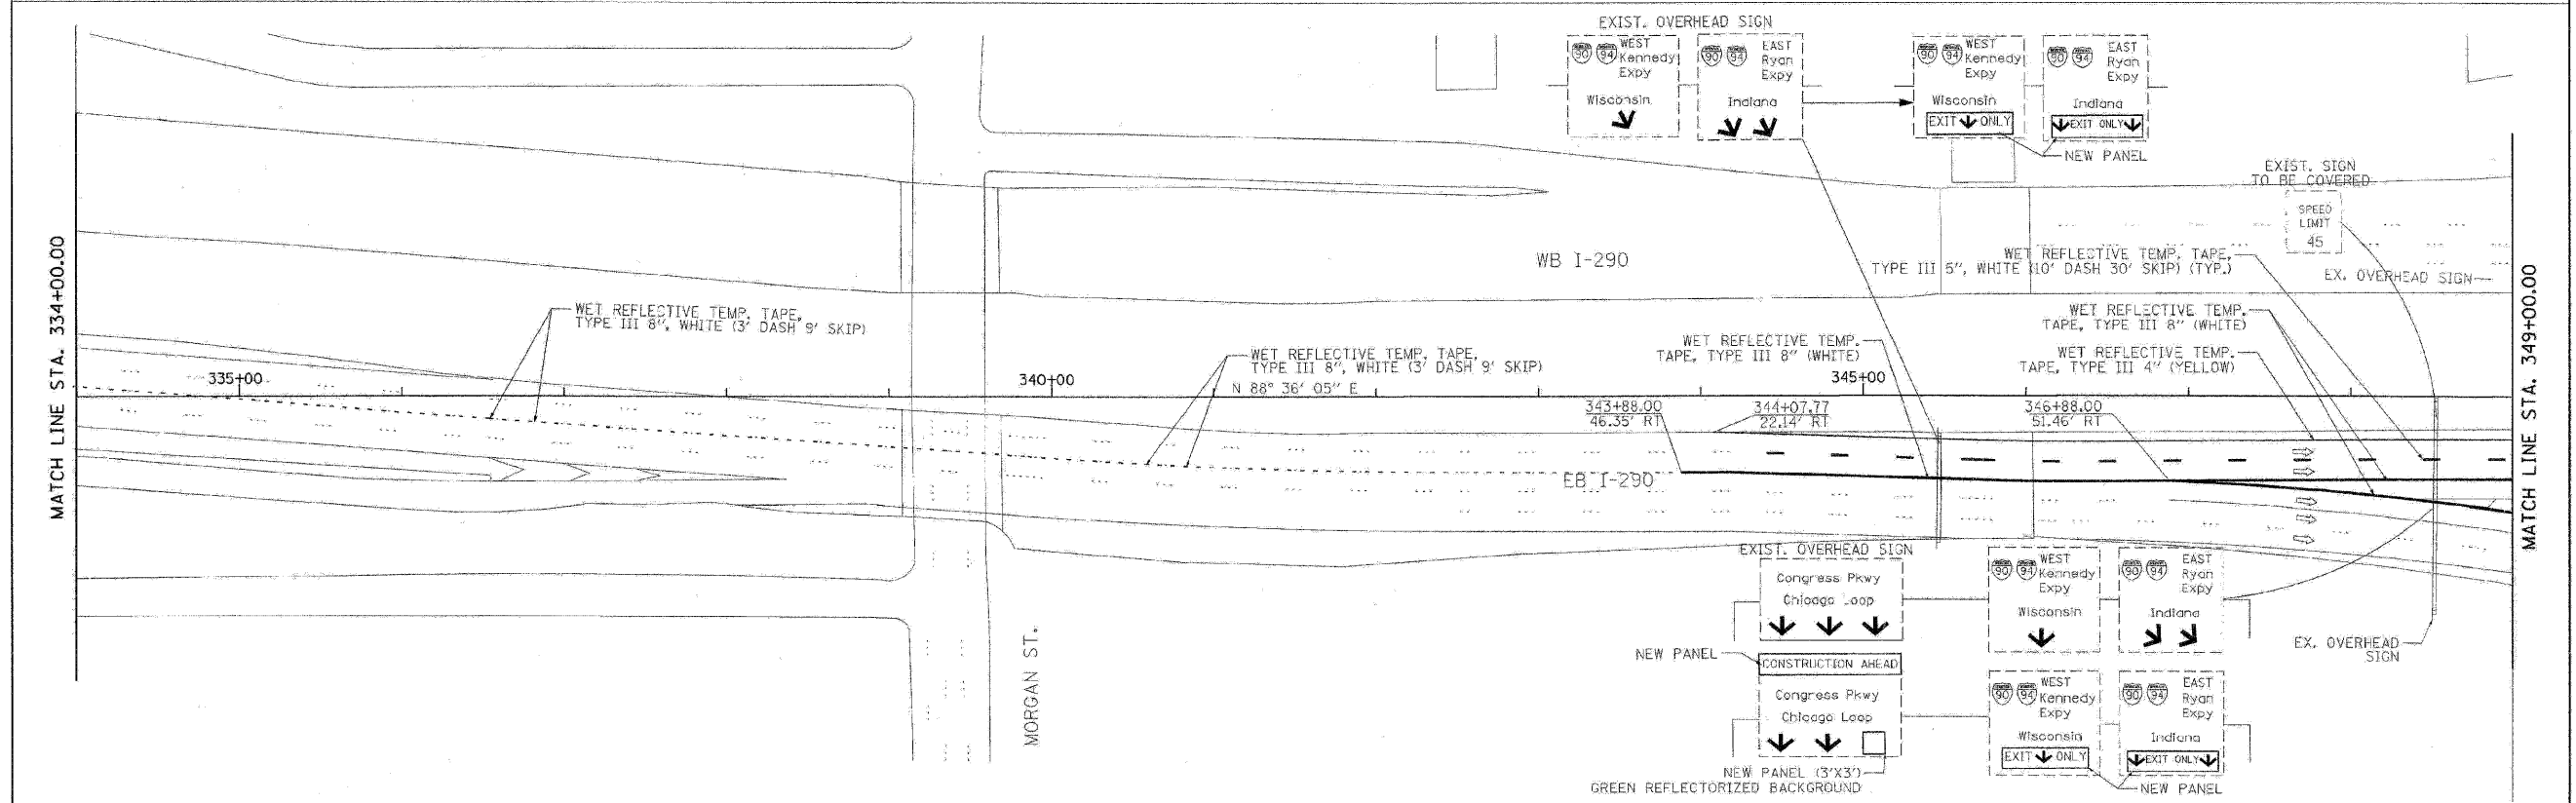 EXIST. OVERHEAD SIGN
90 94 WEST
Kennedy
Expy
Wisconsin
90 94 EAST
Ryan
Expy
Indiana
90 94 WEST
Kennedy
Expy
Wisconsin
EXIT ONLY
90 94 EAST
Ryan
Expy
Indiana
EXIT ONLY
NEW PANEL
EXIST. SIGN
TO BE COVERED
SPEED
LIMIT
45
WB I-290
WET REFLECTIVE TEMP. TAPE,
TYPE III 5", WHITE (10' DASH 30' SKIP) (TYP.)
EX. OVERHEAD SIGN
MATCH LINE STA. 334+00.00
WET REFLECTIVE TEMP. TAPE,
TYPE III 8", WHITE (3' DASH 9' SKIP)
WET REFLECTIVE TEMP. TAPE,
TYPE III 8", WHITE (3' DASH 9' SKIP)
WET REFLECTIVE TEMP.
TAPE, TYPE III 8" (WHITE)
WET REFLECTIVE TEMP.
TAPE, TYPE III 8" (WHITE)
WET REFLECTIVE TEMP.
TAPE, TYPE III 4" (YELLOW)
MATCH LINE STA. 349+00.00
335+00
340+00
345+00
N 88° 36' 05" E
343+88.00
46.35' RT
344+07.77
22.14' RT
346+88.00
51.46' RT
EB I-290
MORGAN ST.
EXIST. OVERHEAD SIGN
Congress Pkwy
Chicago Loop
90 94 WEST
Kennedy
Expy
Wisconsin
90 94 EAST
Ryan
Expy
Indiana
EX. OVERHEAD
SIGN
NEW PANEL
CONSTRUCTION AHEAD
Congress Pkwy
Chicago Loop
NEW PANEL (3'X3')
GREEN REFLECTORIZED BACKGROUND
90 94 WEST
Kennedy
Expy
Wisconsin
EXIT ONLY
90 94 EAST
Ryan
Expy
Indiana
EXIT ONLY
NEW PANEL